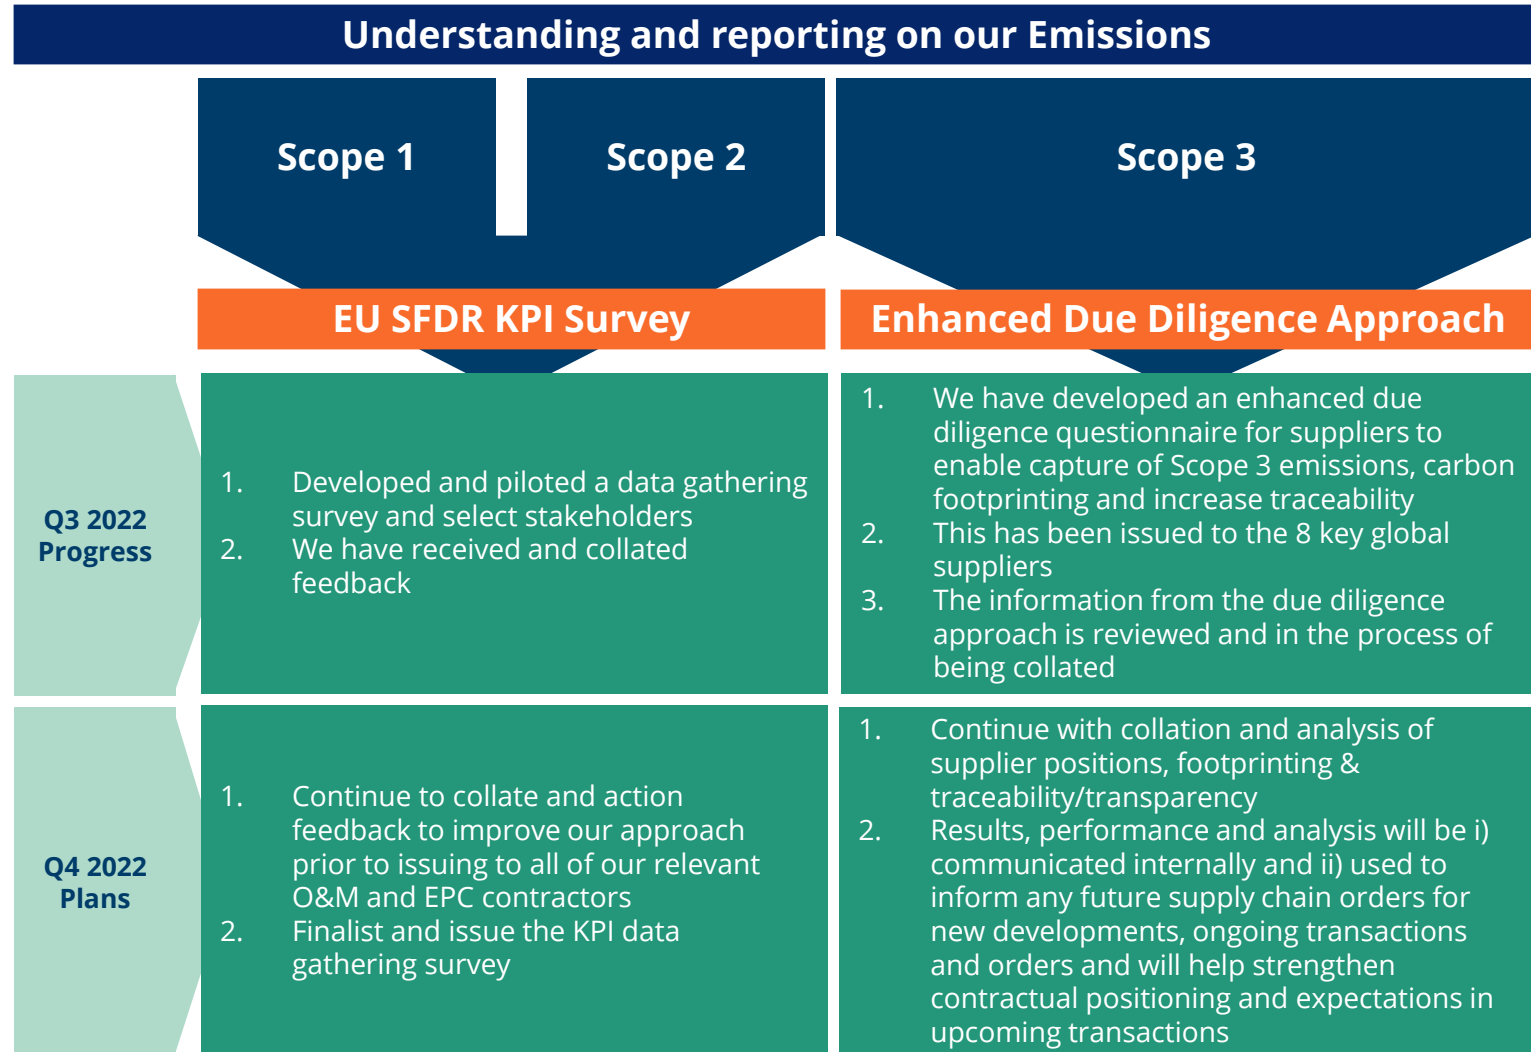 Understanding and reporting on our Emissions
Scope 1
Scope 2
Scope 3
EU SFDR KPI Survey
Enhanced Due Diligence Approach
Q3 2022
Progress
1. Developed and piloted a data gathering
survey and select stakeholders
2. We have received and collated
feedback
1. We have developed an enhanced due
diligence questionnaire for suppliers to
enable capture of Scope 3 emissions, carbon
footprinting and increase traceability
2. This has been issued to the 8 key global
suppliers
3. The information from the due diligence
approach is reviewed and in the process of
being collated
Q4 2022
Plans
1. Continue to collate and action
feedback to improve our approach
prior to issuing to all of our relevant
O&M and EPC contractors
2. Finalist and issue the KPI data
gathering survey
1. Continue with collation and analysis of
supplier positions, footprinting &
traceability/transparency
2. Results, performance and analysis will be i)
communicated internally and ii) used to
inform any future supply chain orders for
new developments, ongoing transactions
and orders and will help strengthen
contractual positioning and expectations in
upcoming transactions